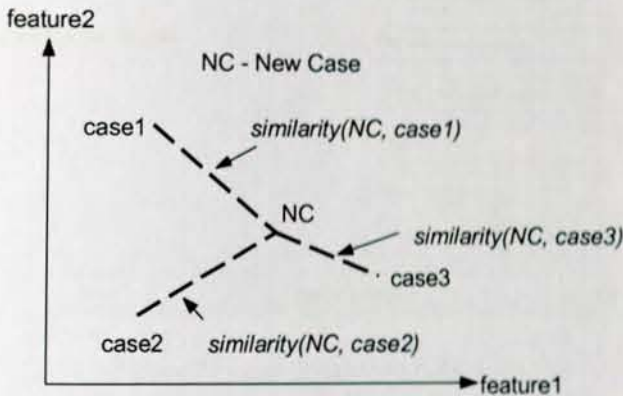 feature2
NC - New Case
case1
similarity(NC, case1)
NC
similarity(NC, case3)
case3
case2
similarity(NC, case2)
feature1